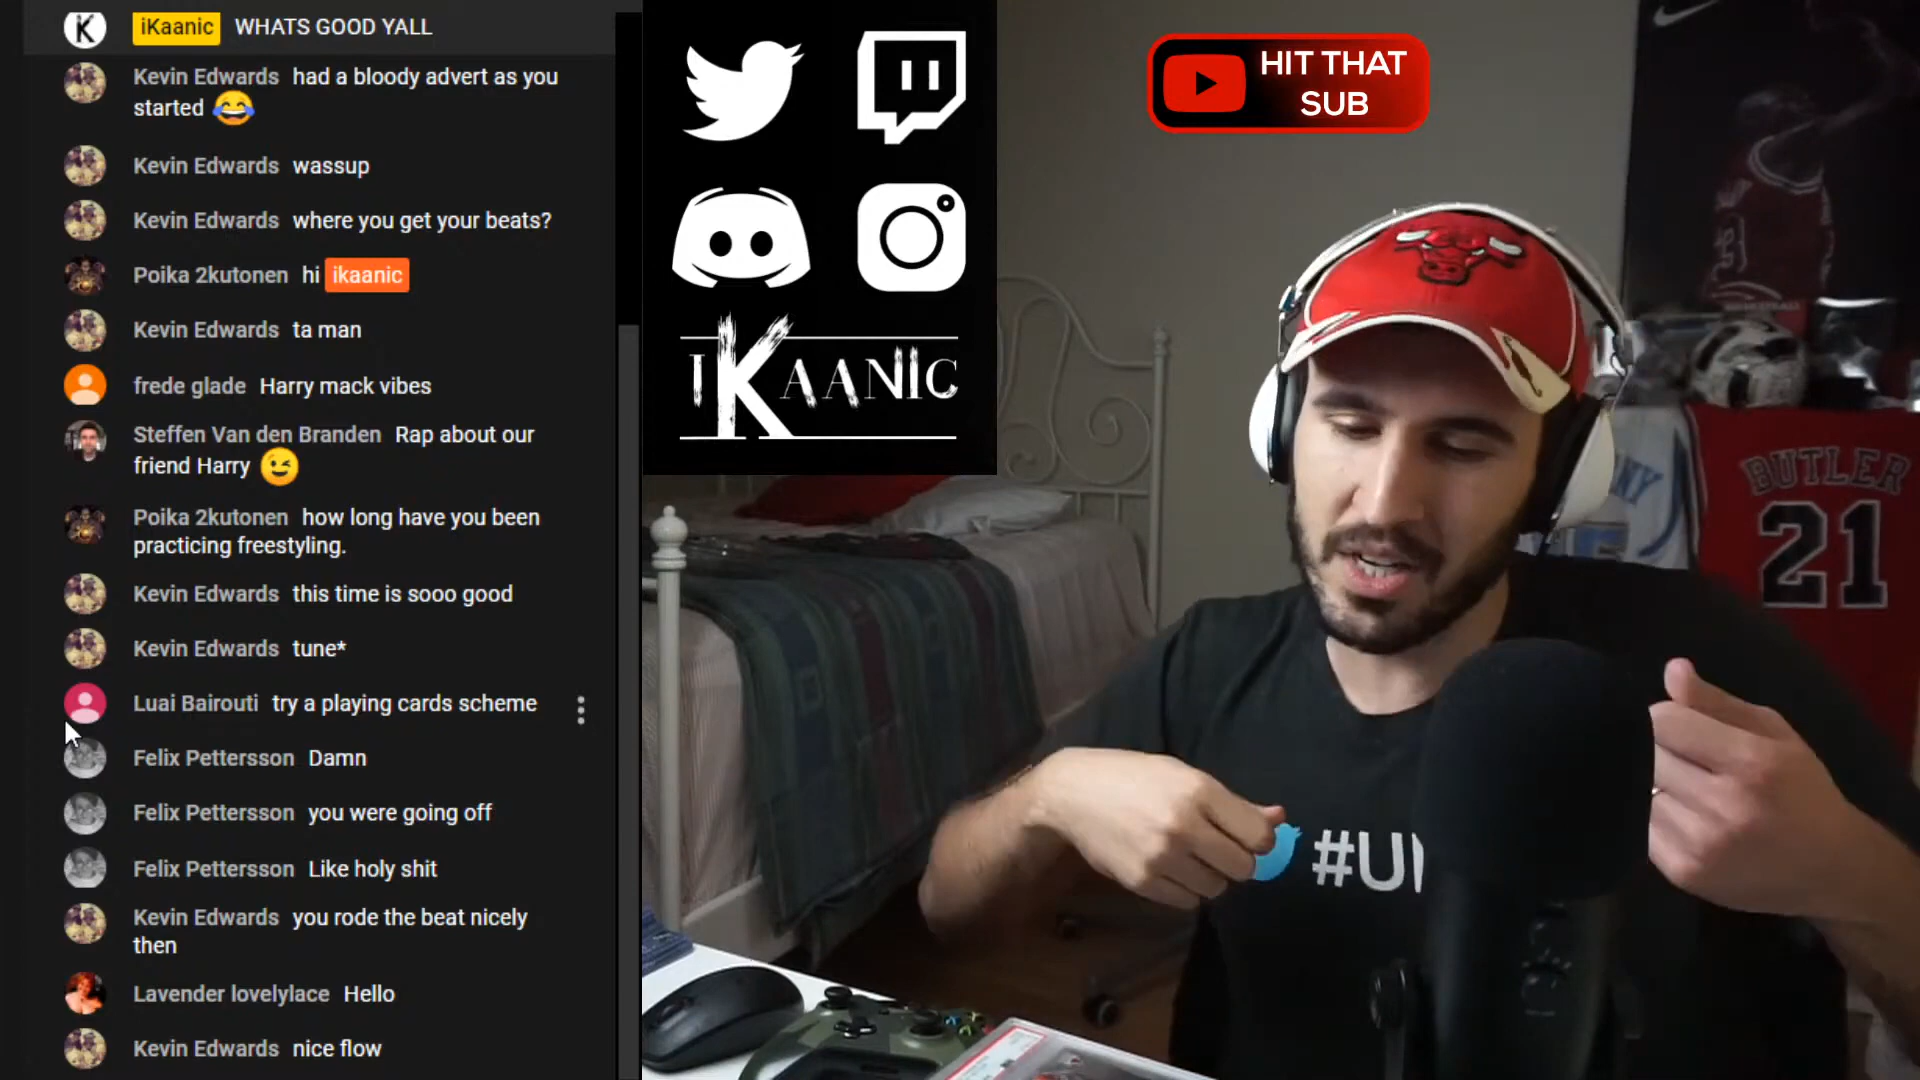 iKaanic WHATS GOOD YALL
Kevin Edwards had a bloody advert as you
started 😂
Kevin Edwards wassup
Kevin Edwards where you get your beats?
Poika 2kutonen hi ikaanic
Kevin Edwards ta man
frede glade Harry mack vibes
Steffen Van den Branden Rap about our
friend Harry 😉
Poika 2kutonen how long have you been
practicing freestyling.
Kevin Edwards this time is sooo good
Kevin Edwards tune*
Luai Bairouti try a playing cards scheme
Felix Pettersson Damn
Felix Pettersson you were going off
Felix Pettersson Like holy shit
Kevin Edwards you rode the beat nicely
then
Lavender lovelylace Hello
Kevin Edwards nice flow
IKAANIC
HIT THAT
SUB
BUTLER
21
#UI